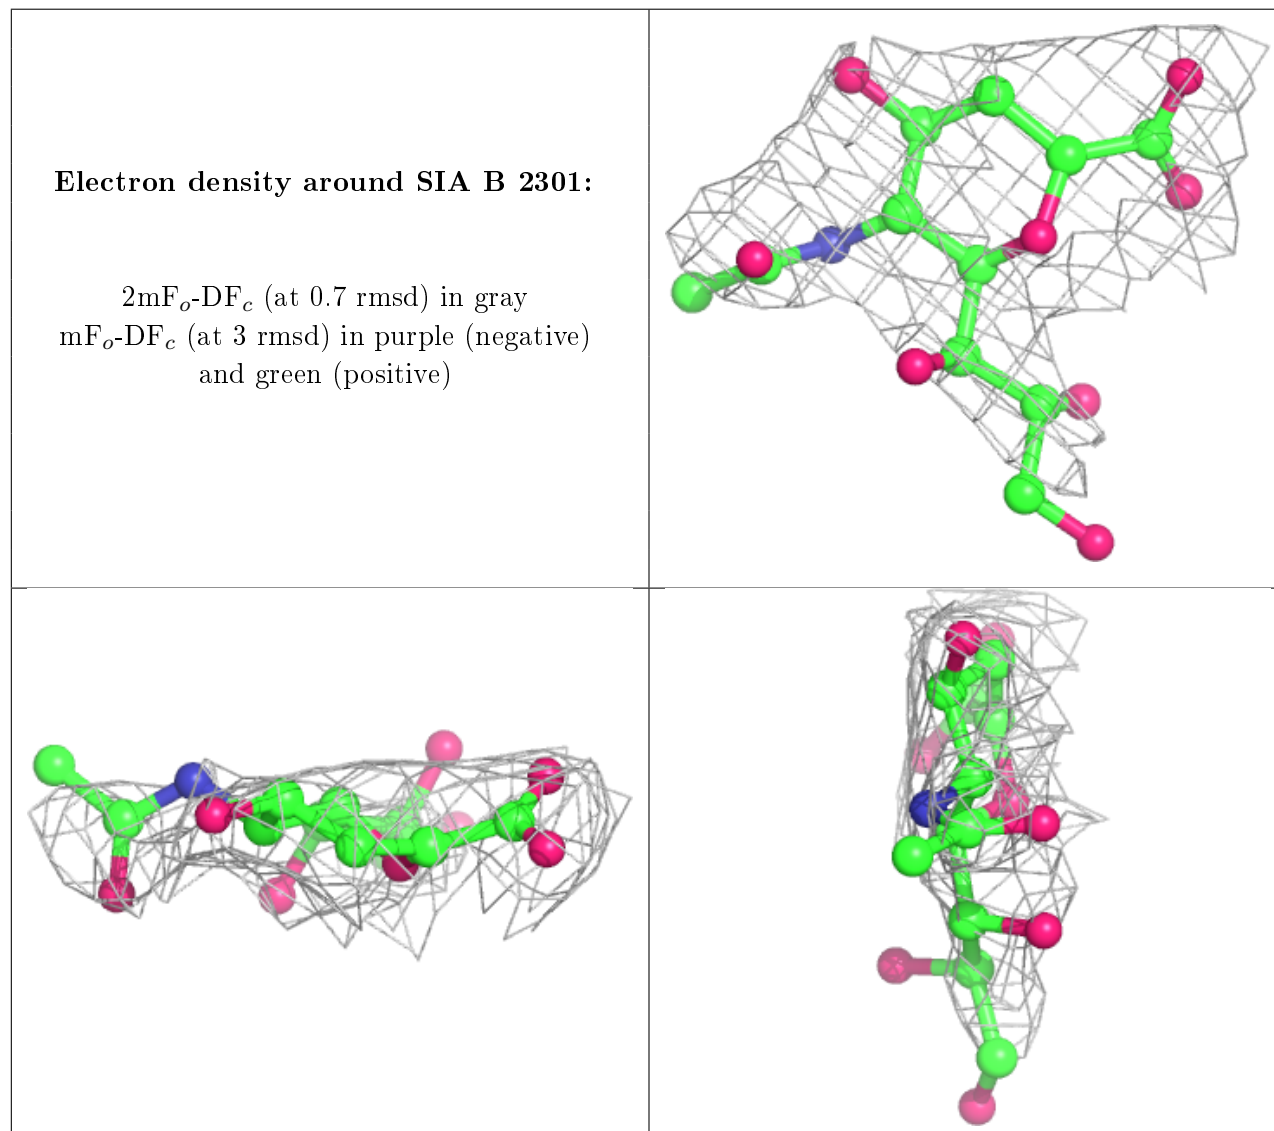 Electron density around SIA B 2301:
2mFo-DFc (at 0.7 rmsd) in gray
mFo-DFc (at 3 rmsd) in purple (negative)
and green (positive)